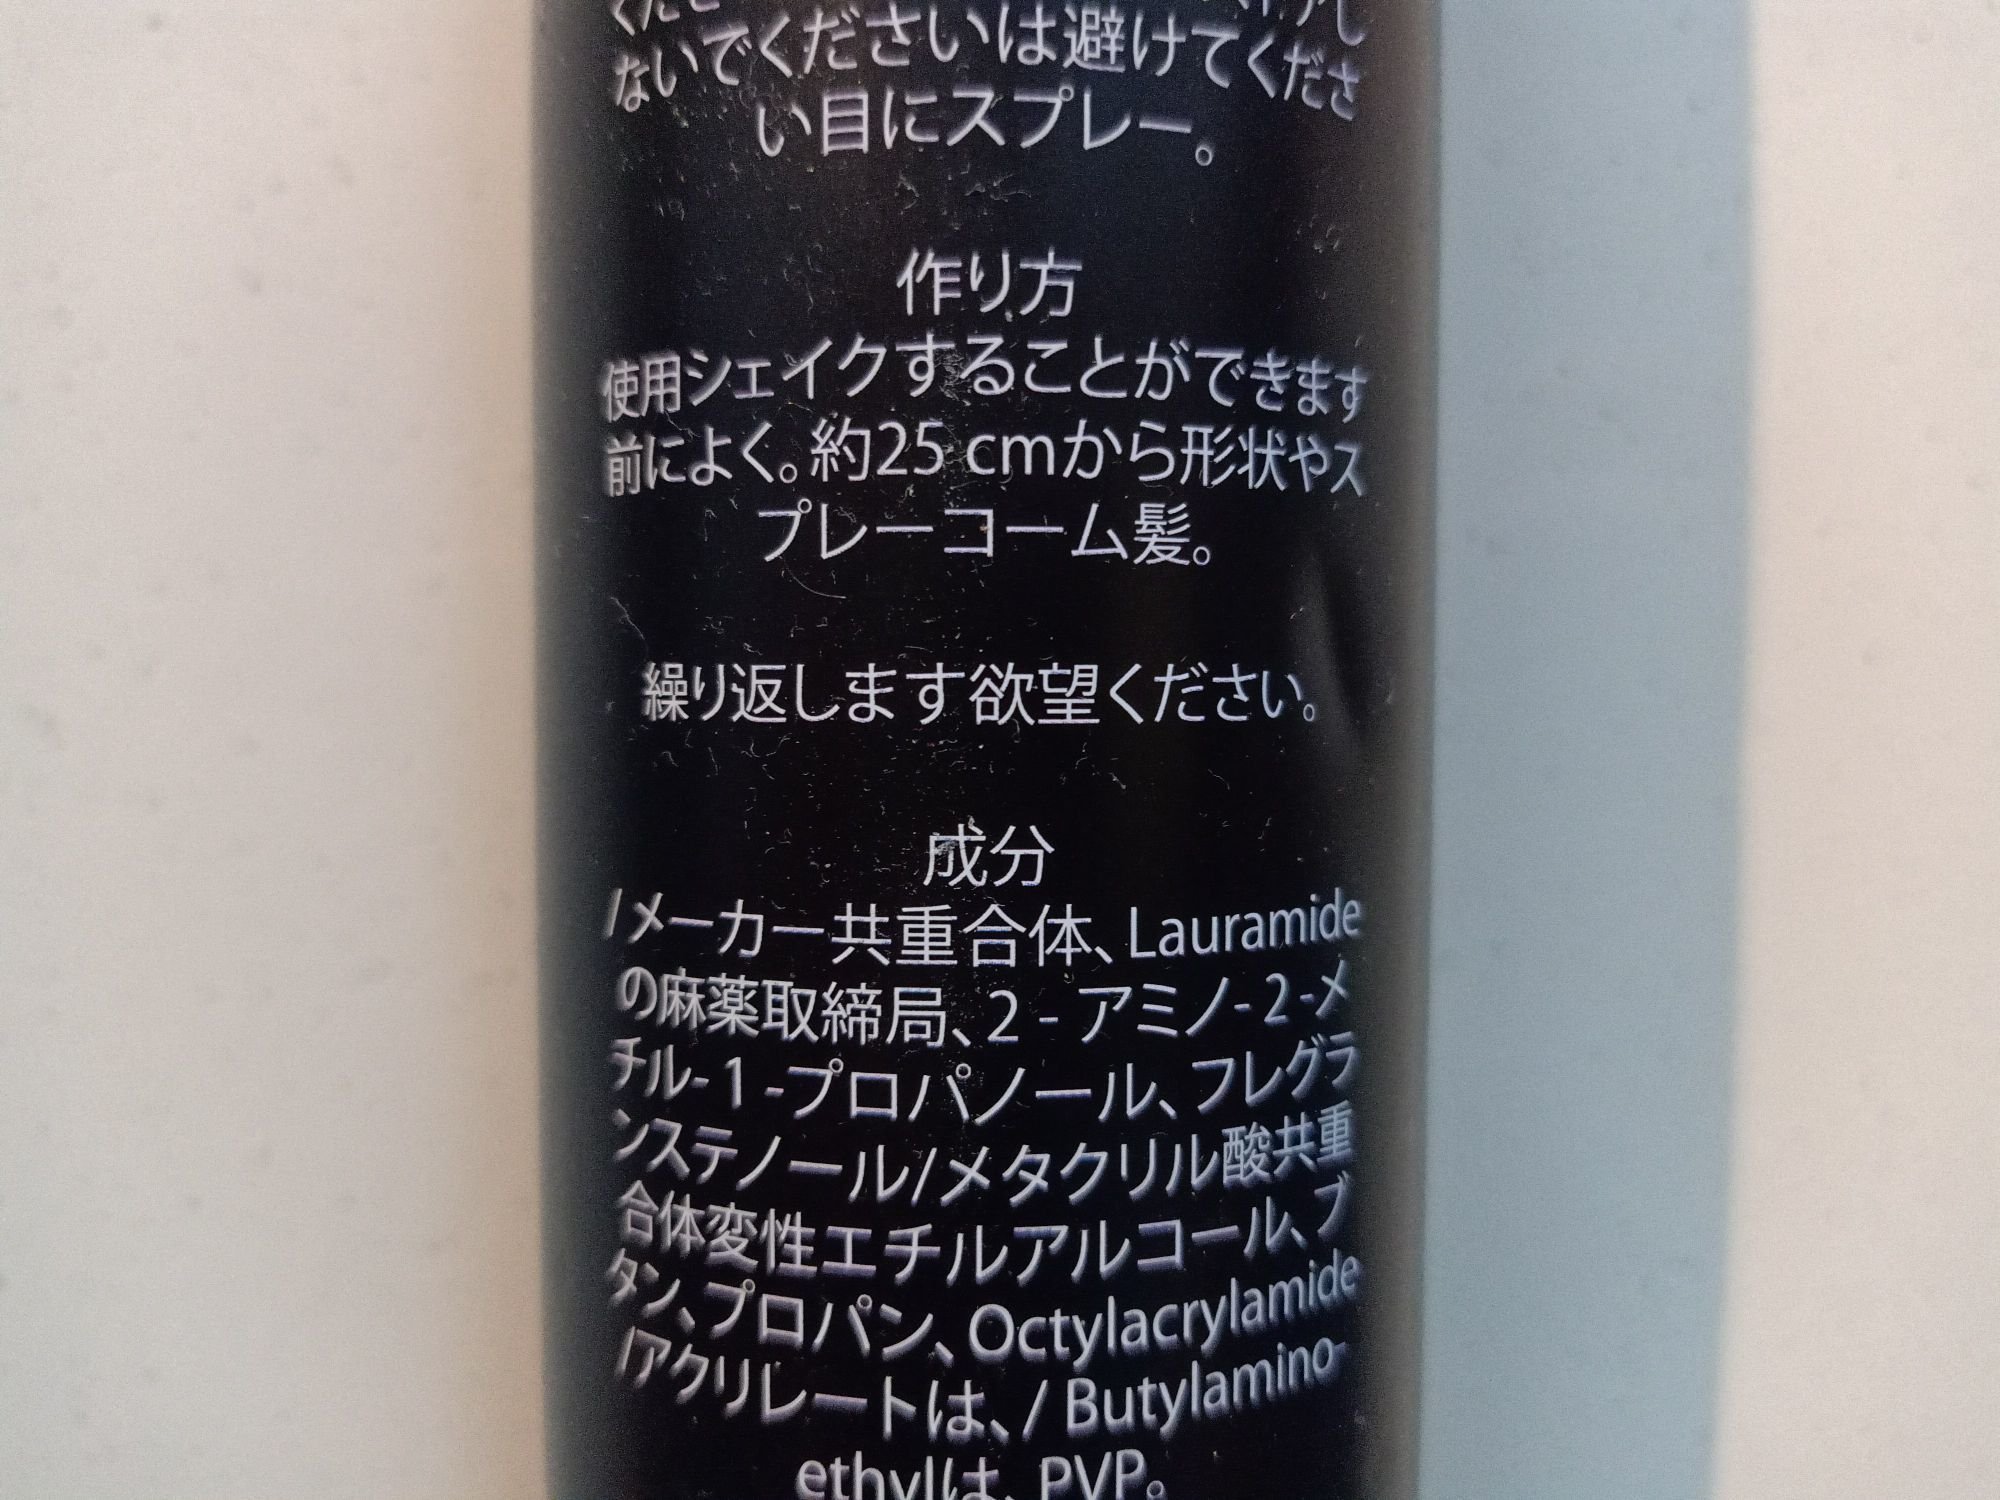 ないでくださいは避けてくださ
い目にスプレー。
作り方
使用シェイクすることができます
前によく。約25 cmから形状やス
プレーコーム髪。
繰り返します欲望ください。
成分
/メーカー共重合体、Lauramide
の麻薬取締局、2 - アミノ- 2 -メ
チル- 1 -プロパノール、フレグラ
ンステノール/メタクリル酸共重
合体変性エチルアルコール、ブ
タン、プロパン、Octylacrylamide
/アクリレートは、/ Butylamino-
ethylは、PVP。